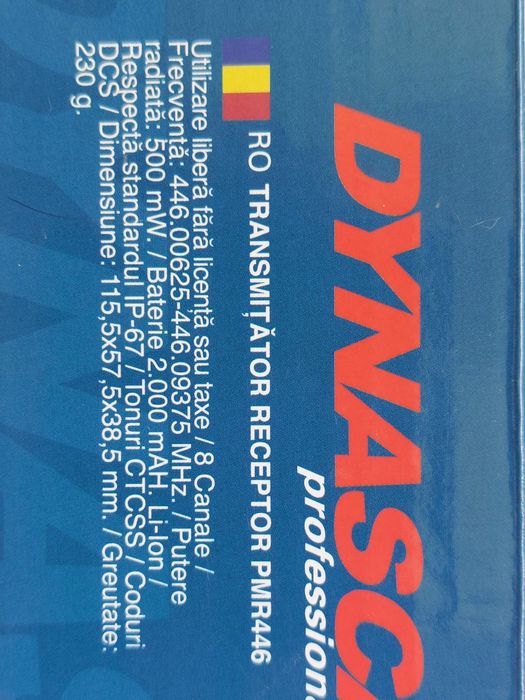 DYNASC
professiona
RO TRANSMIȚĂTOR RECEPTOR PMR446
Utilizare liberă fără licență sau taxe / 8 Canale /
Frecvență: 446.00625-446.09375 MHz. / Putere
radiată: 500 mW. / Baterie 2.000 mAH. Li-Ion /
Respectă standardul IP-67 / Tonuri CTCSS / Coduri
DCS / Dimensiune: 115,5x57,5x38,5 mm. / Greutate:
230 g.